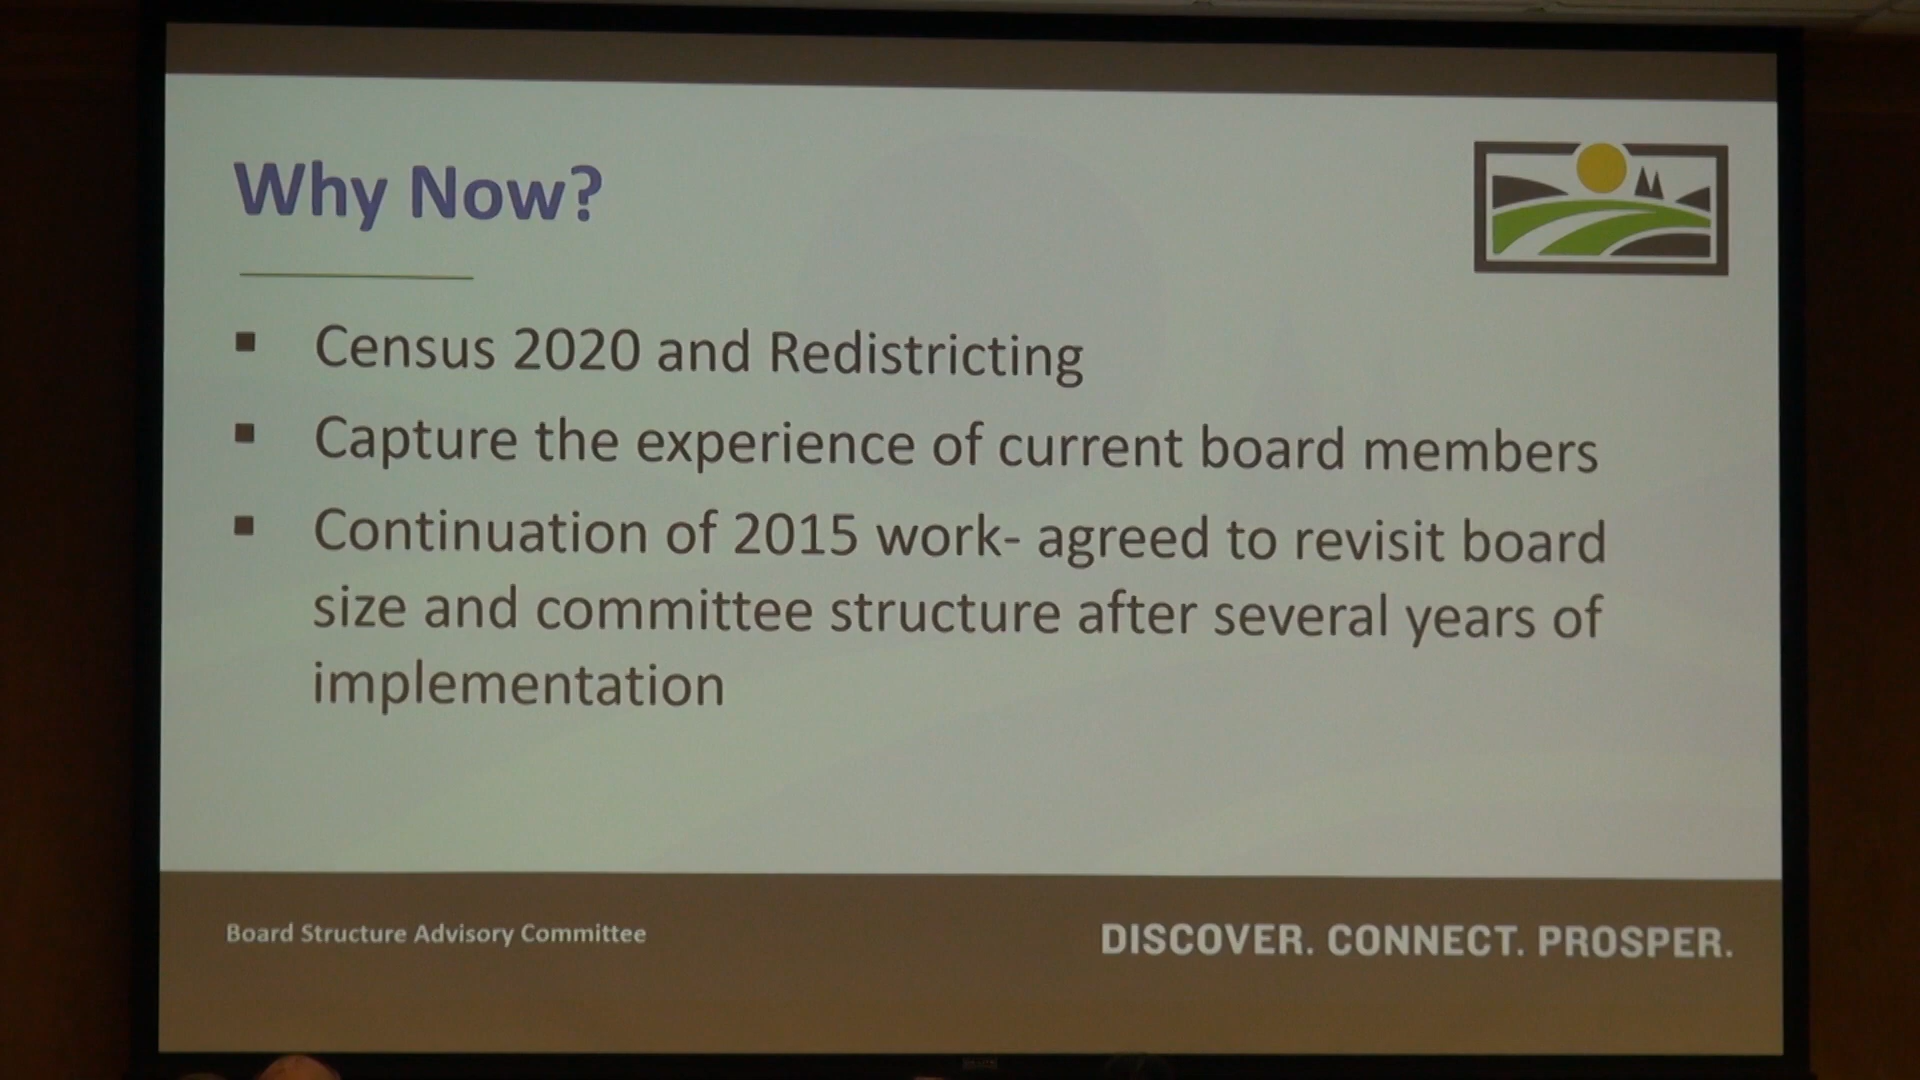 Why Now?
Census 2020 and Redistricting
Capture the experience of current board members
Continuation of 2015 work- agreed to revisit board
size and committee structure after several years of
implementation
Board Structure Advisory Committee
DISCOVER. CONNECT. PROSPER.